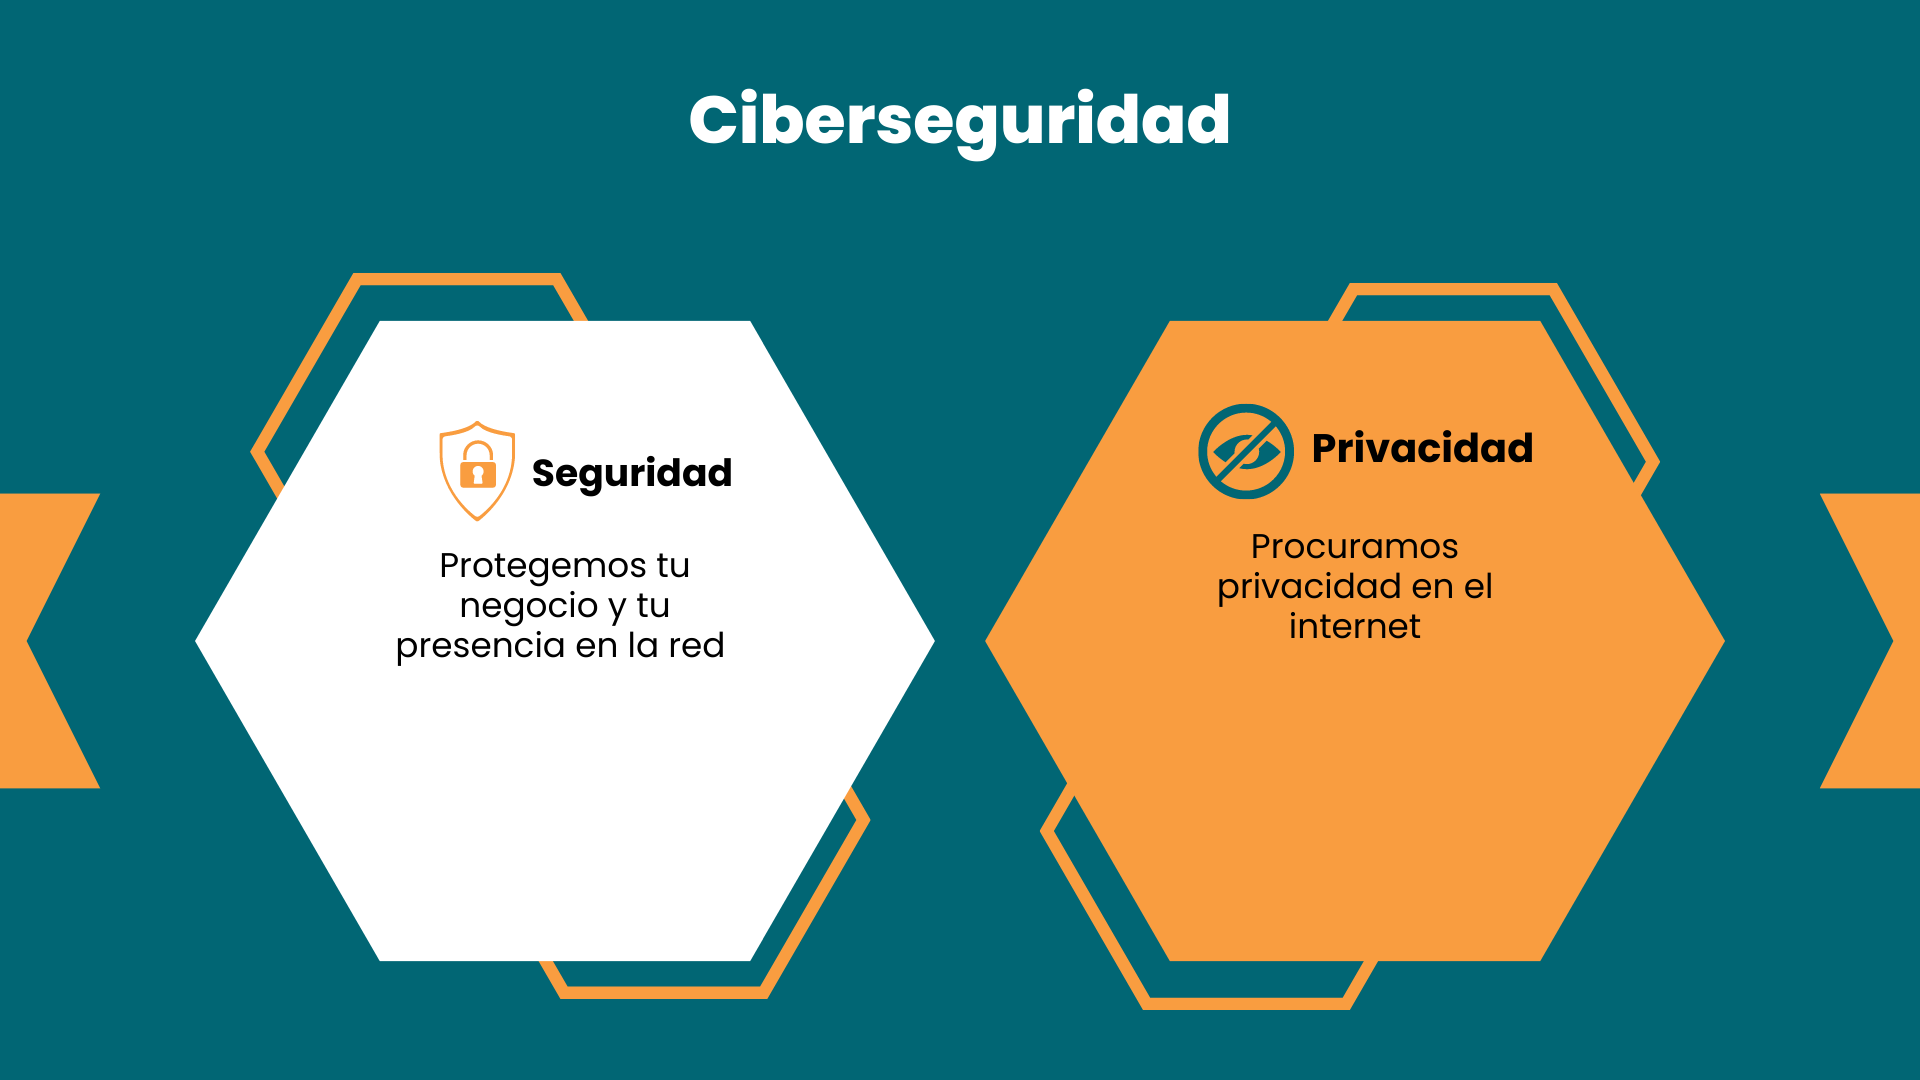 Ciberseguridad
Seguridad
Protegemos tu
negocio y tu
presencia en la red
Privacidad
Procuramos
privacidad en el
internet